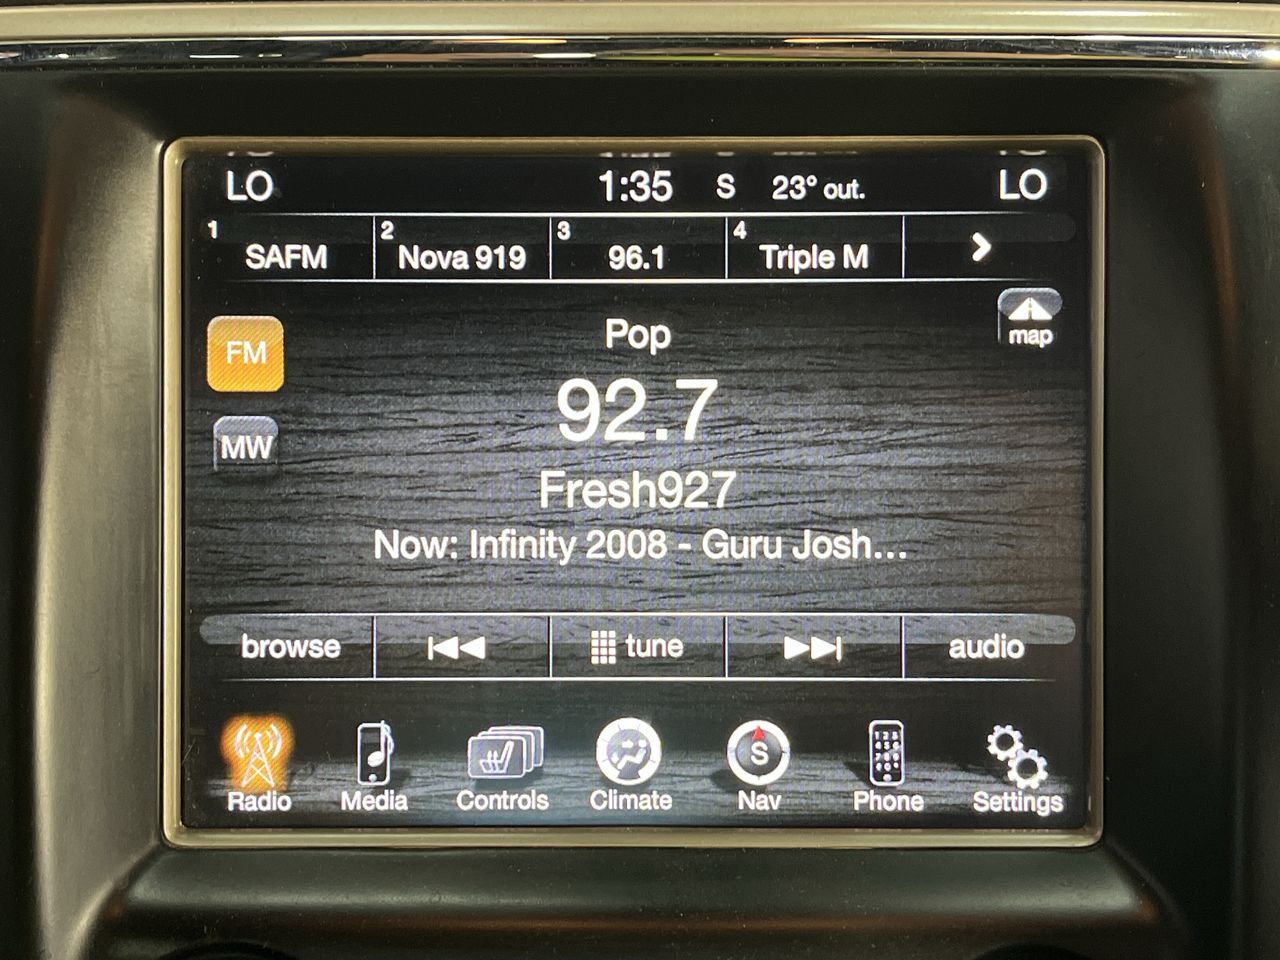 LO 1:35 S 23° out. LO
1 SAFM 2 Nova 919 3 96.1 4 Triple M
map
Pop
FM
92.7
MW
Fresh927
Now: Infinity 2008 - Guru Josh...
browse tune audio
S
Radio Media Controls Climate Nav Phone Settings